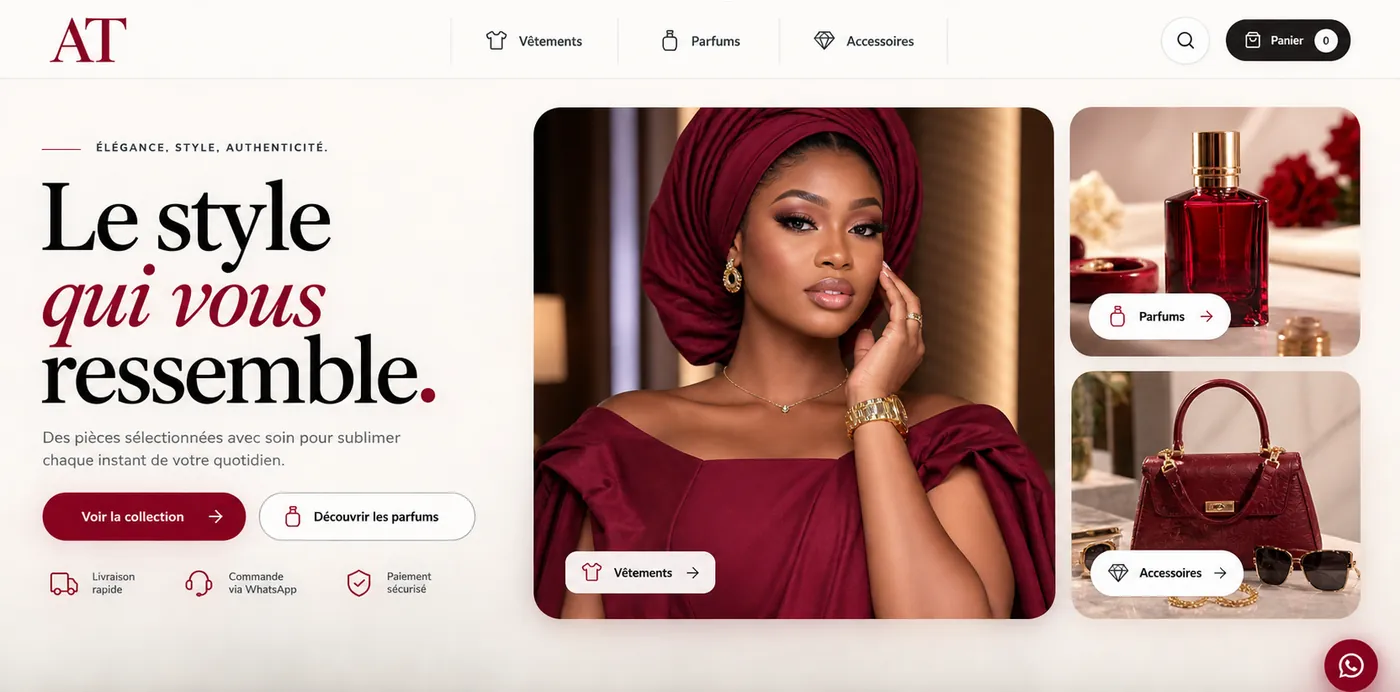 AT
Vêtements
Parfums
Accessoires
Panier 0
ÉLÉGANCE, STYLE, AUTHENTICITÉ.
Le style
qui vous
ressemble.
Des pièces sélectionnées avec soin pour sublimer
chaque instant de votre quotidien.
Voir la collection
Découvrir les parfums
Livraison
rapide
Commande
via WhatsApp
Paiement
sécurisé
Vêtements
Parfums
Accessoires